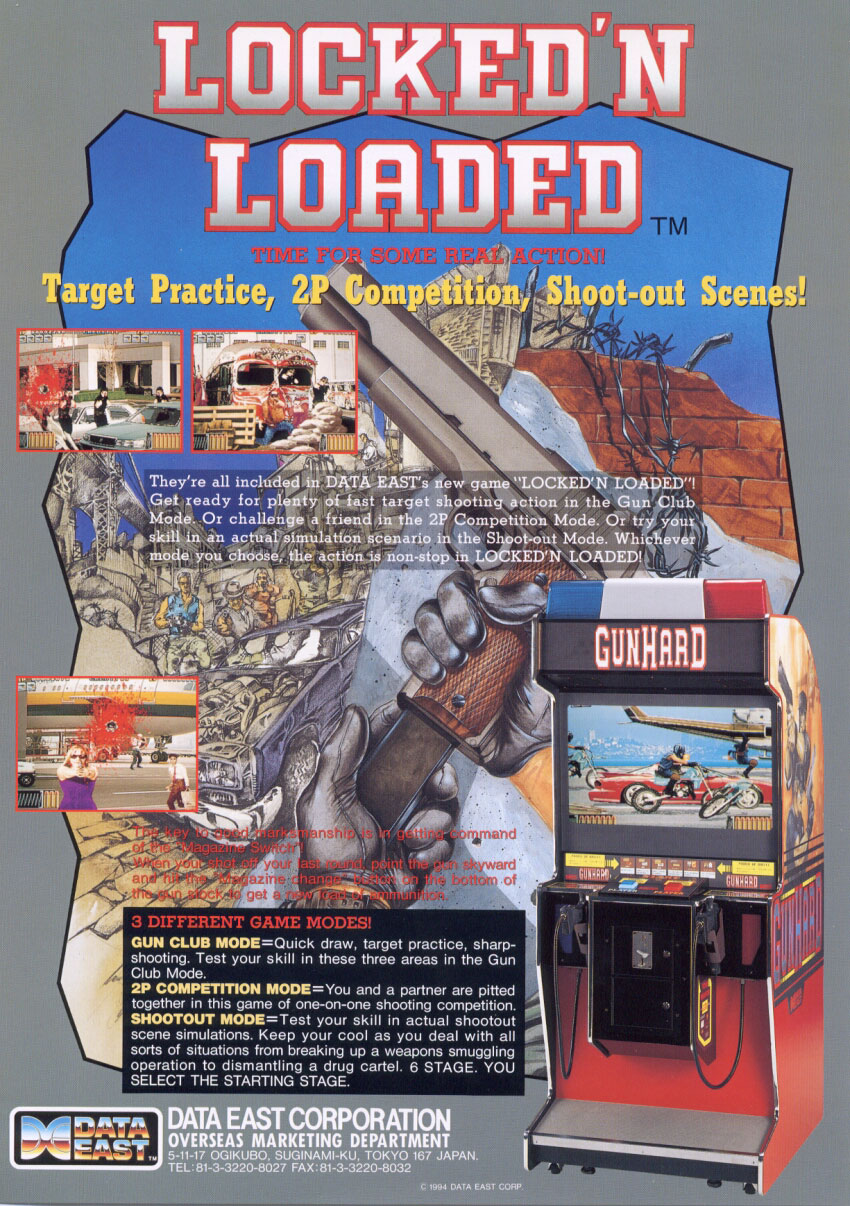 LOCKED'N
LOADED TM
TIME FOR SOME REAL ACTION!
Target Practice, 2P Competition, Shoot-out Scenes!
They're all included in DATA EAST's new game "LOCKED'N LOADED"!
Get ready for plenty of fast target shooting action in the Gun Club
Mode. Or challenge a friend in the 2P Competition Mode. Or try your
skill in an actual simulation scenario in the Shoot-out Mode. Whichever
mode you choose, the action is non-stop in LOCKED'N LOADED!
GUNHARD
The key to good marksmanship is in getting command
of the "Magazine Switch"!
When your shot off your last round, point the gun skyward
and hit the "Magazine change" button on the bottom of
the gun stock to get a new load of ammunition.
GUNHARD
GUNHARD
GUNHARD
3 DIFFERENT GAME MODES!
GUN CLUB MODE=Quick draw, target practice, sharp-
shooting. Test your skill in these three areas in the Gun
Club Mode.
2P COMPETITION MODE=You and a partner are pitted
together in this game of one-on-one shooting competition.
SHOOTOUT MODE=Test your skill in actual shootout
scene simulations. Keep your cool as you deal with all
sorts of situations from breaking up a weapons smuggling
operation to dismantling a drug cartel. 6 STAGE. YOU
SELECT THE STARTING STAGE.
DATA
EAST TM
DATA EAST CORPORATION
OVERSEAS MARKETING DEPARTMENT
5-11-17 OGIKUBO, SUGINAMI-KU, TOKYO 167 JAPAN.
TEL:81-3-3220-8027 FAX:81-3-3220-8032
© 1994 DATA EAST CORP.